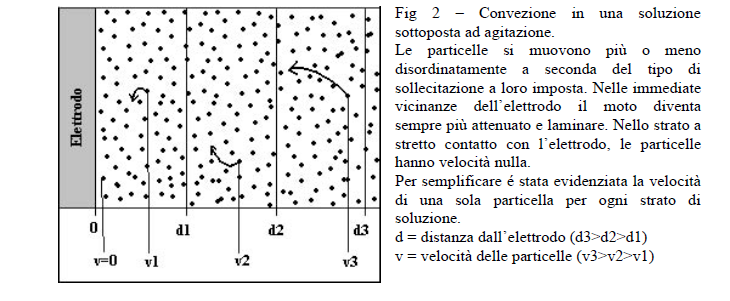 Elettrodo
0
d1
d2
d3
v=0
v1
v2
v3
Fig 2 – Convezione in una soluzione
sottoposta ad agitazione.
Le particelle si muovono più o meno
disordinatamente a seconda del tipo di
sollecitazione a loro imposta. Nelle immediate
vicinanze dell'elettrodo il moto diventa
sempre più attenuato e laminare. Nello strato a
stretto contatto con l'elettrodo, le particelle
hanno velocità nulla.
Per semplificare é stata evidenziata la velocità
di una sola particella per ogni strato di
soluzione.
d = distanza dall'elettrodo (d3>d2>d1)
v = velocità delle particelle (v3>v2>v1)